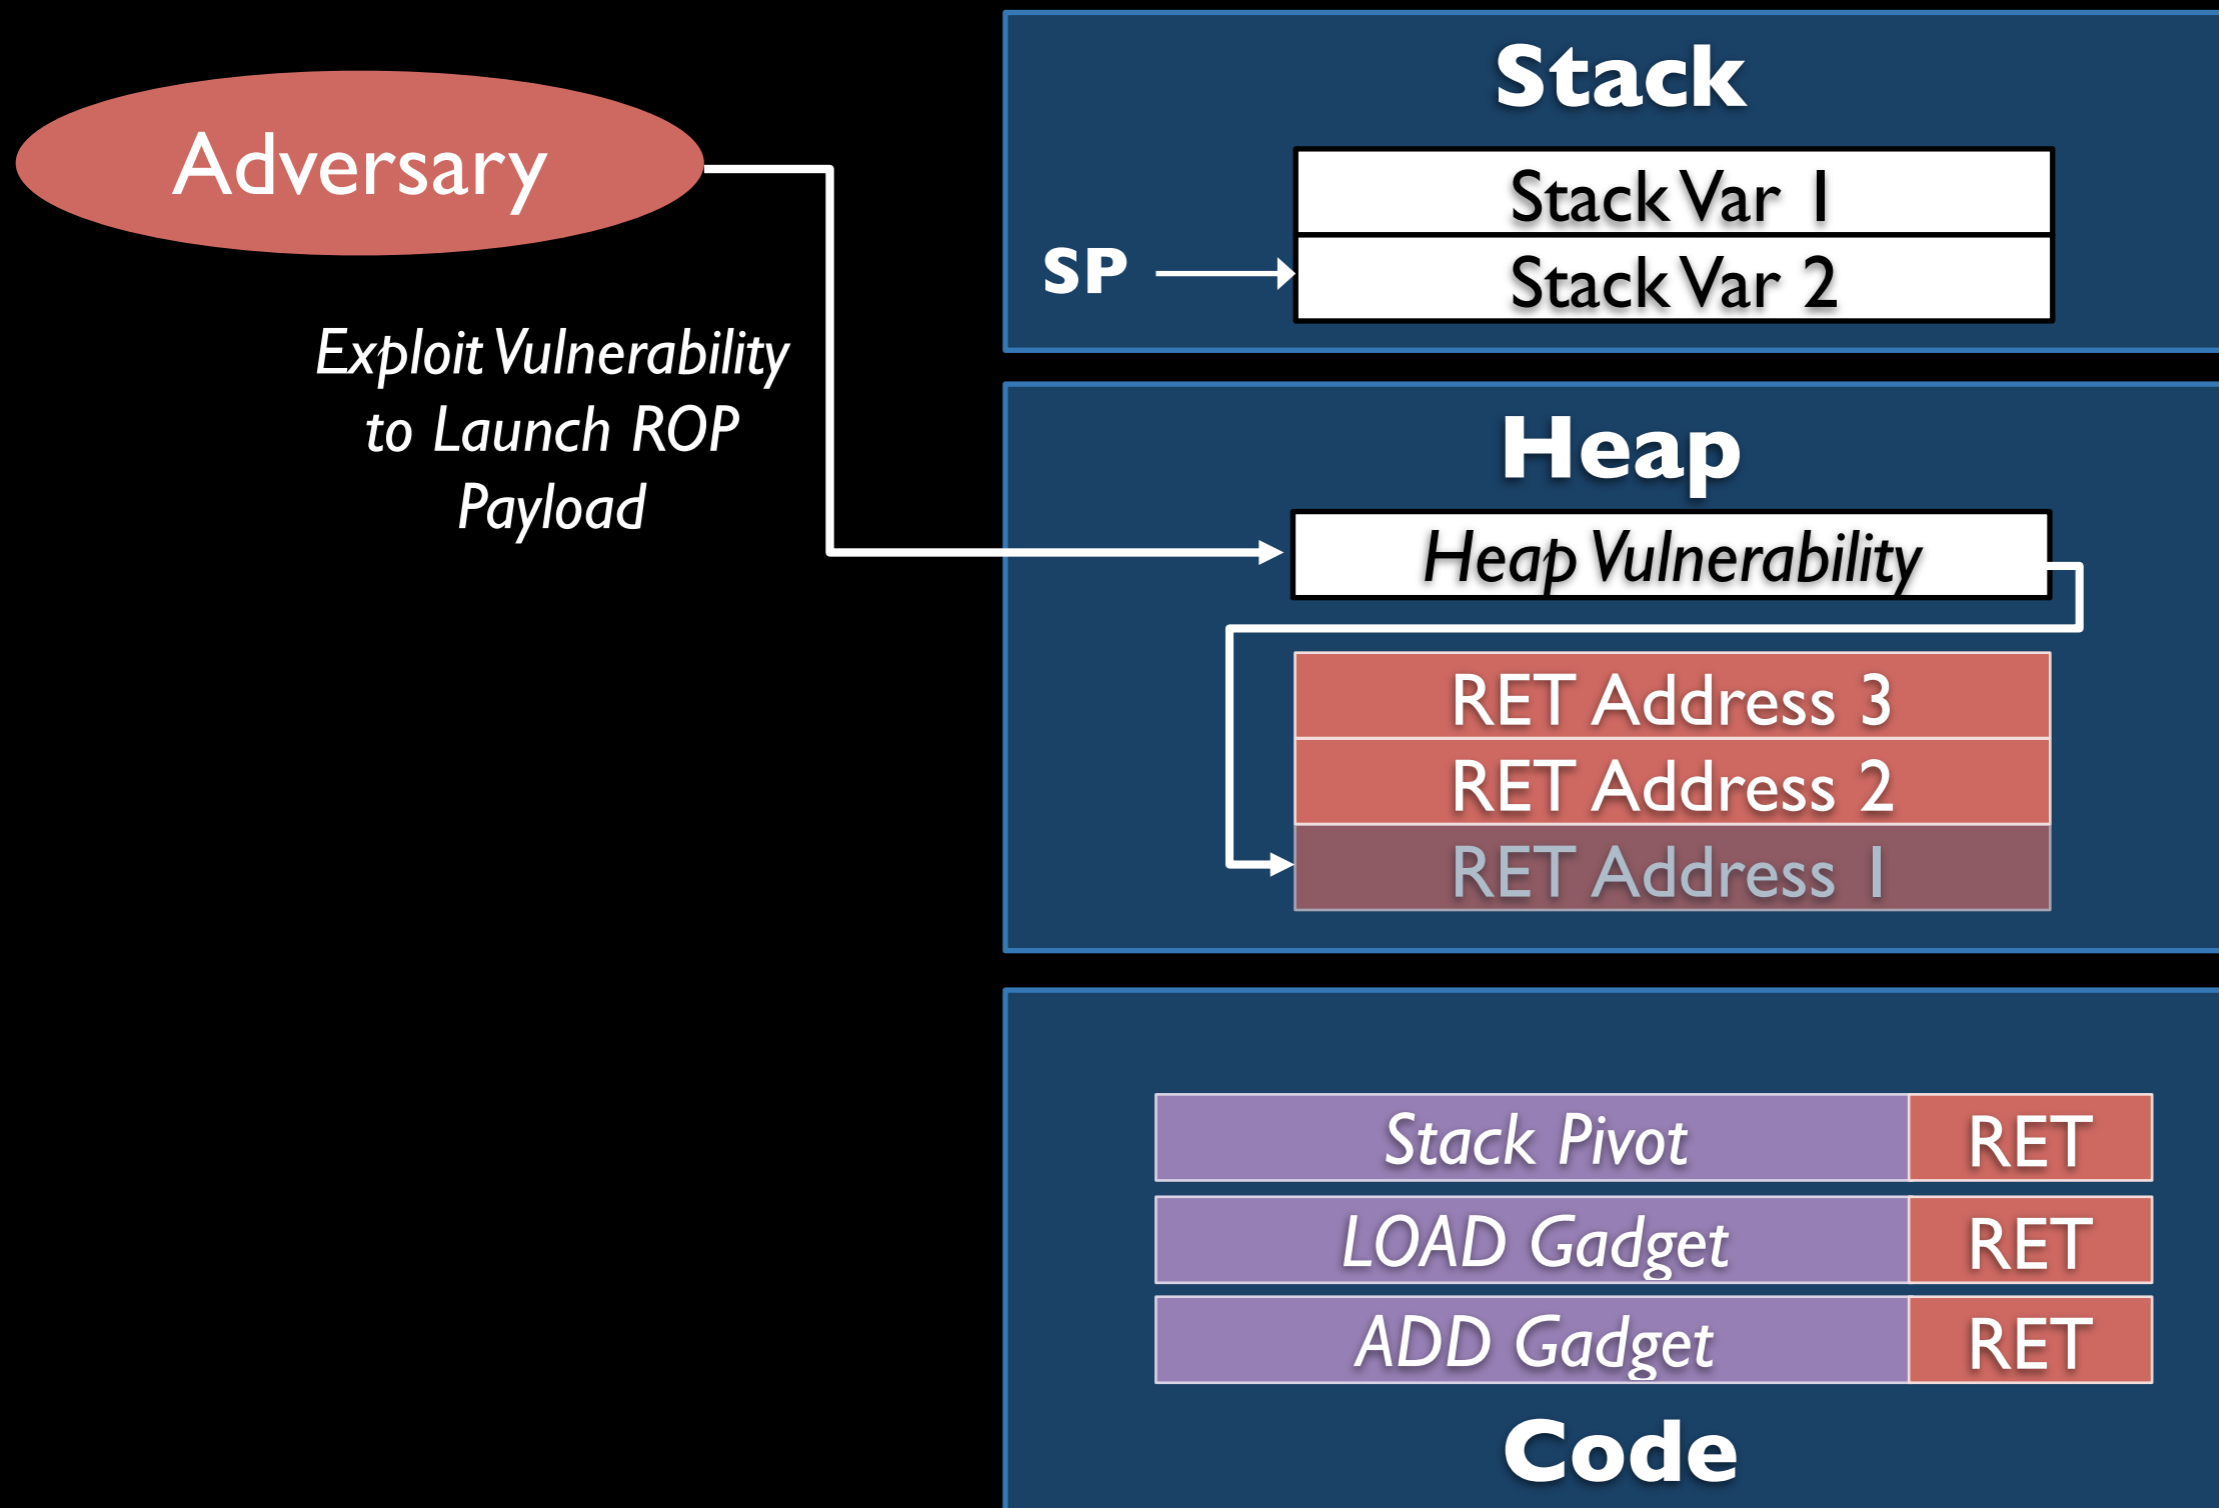 Adversary
Exploit Vulnerability
to Launch ROP
Payload
Stack
Stack Var 1
SP
Stack Var 2
Heap
Heap Vulnerability
RET Address 3
RET Address 2
RET Address 1
Stack Pivot RET
LOAD Gadget RET
ADD Gadget RET
Code